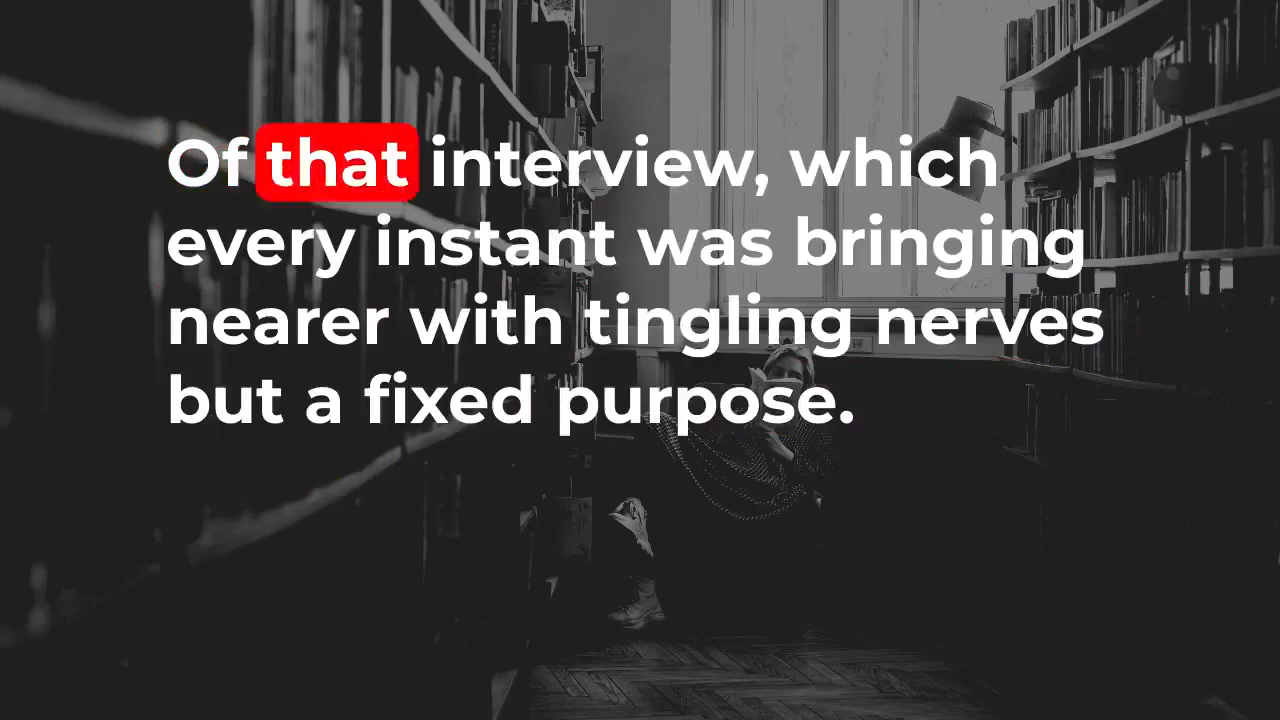 Of that interview, which
every instant was bringing
nearer with tingling nerves
but a fixed purpose.